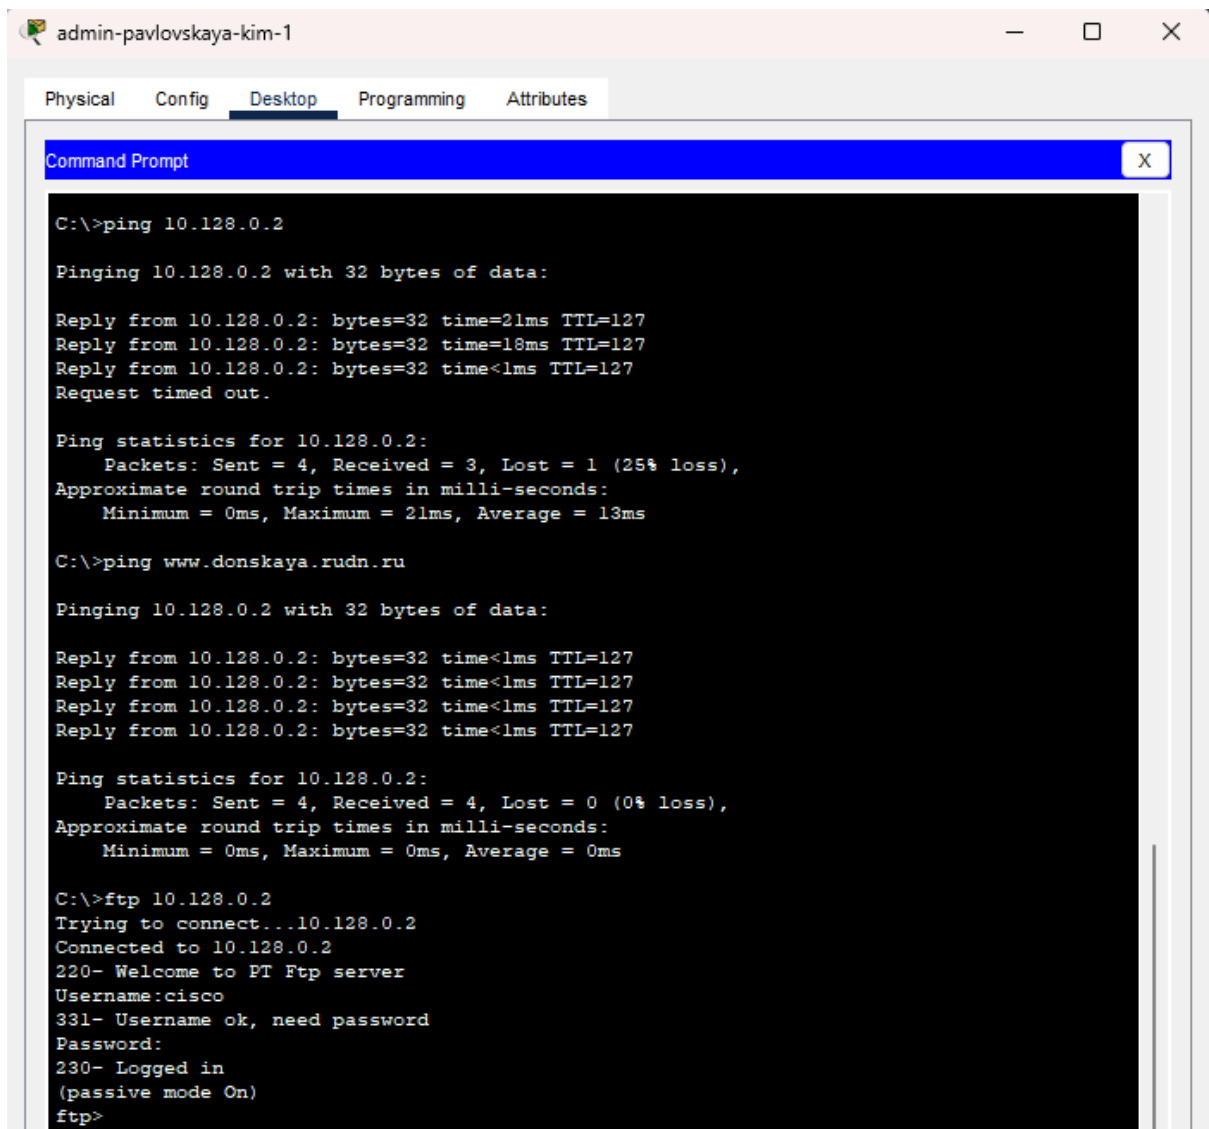 admin-pavlovskaya-kim-1
Physical Config Desktop Programming Attributes
Command Prompt
X
C:\>ping 10.128.0.2
Pinging 10.128.0.2 with 32 bytes of data:
Reply from 10.128.0.2: bytes=32 time=21ms TTL=127
Reply from 10.128.0.2: bytes=32 time=18ms TTL=127
Reply from 10.128.0.2: bytes=32 time<1ms TTL=127
Request timed out.
Ping statistics for 10.128.0.2:
    Packets: Sent = 4, Received = 3, Lost = 1 (25% loss),
Approximate round trip times in milli-seconds:
    Minimum = 0ms, Maximum = 21ms, Average = 13ms
C:\>ping www.donskaya.rudn.ru
Pinging 10.128.0.2 with 32 bytes of data:
Reply from 10.128.0.2: bytes=32 time<1ms TTL=127
Reply from 10.128.0.2: bytes=32 time<1ms TTL=127
Reply from 10.128.0.2: bytes=32 time<1ms TTL=127
Reply from 10.128.0.2: bytes=32 time<1ms TTL=127
Ping statistics for 10.128.0.2:
    Packets: Sent = 4, Received = 4, Lost = 0 (0% loss),
Approximate round trip times in milli-seconds:
    Minimum = 0ms, Maximum = 0ms, Average = 0ms
C:\>ftp 10.128.0.2
Trying to connect...10.128.0.2
Connected to 10.128.0.2
220- Welcome to PT Ftp server
Username:cisco
331- Username ok, need password
Password:
230- Logged in
(passive mode On)
ftp>